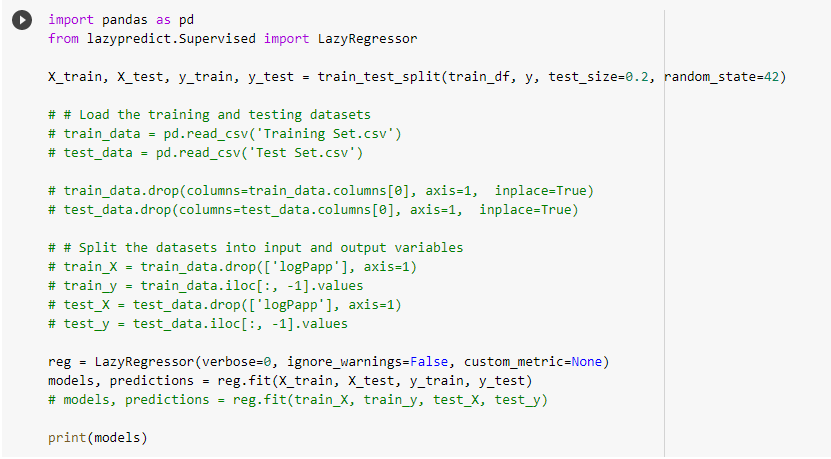 import pandas as pd
from lazypredict.Supervised import LazyRegressor
X_train, X_test, y_train, y_test = train_test_split(train_df, y, test_size=0.2, random_state=42)
# # Load the training and testing datasets
# train_data = pd.read_csv('Training Set.csv')
# test_data = pd.read_csv('Test Set.csv')
# train_data.drop(columns=train_data.columns[0], axis=1,  inplace=True)
# test_data.drop(columns=test_data.columns[0], axis=1,  inplace=True)
# # Split the datasets into input and output variables
# train_X = train_data.drop(['logPapp'], axis=1)
# train_y = train_data.iloc[:, -1].values
# test_X = test_data.drop(['logPapp'], axis=1)
# test_y = test_data.iloc[:, -1].values
reg = LazyRegressor(verbose=0, ignore_warnings=False, custom_metric=None)
models, predictions = reg.fit(X_train, X_test, y_train, y_test)
# models, predictions = reg.fit(train_X, train_y, test_X, test_y)
print(models)